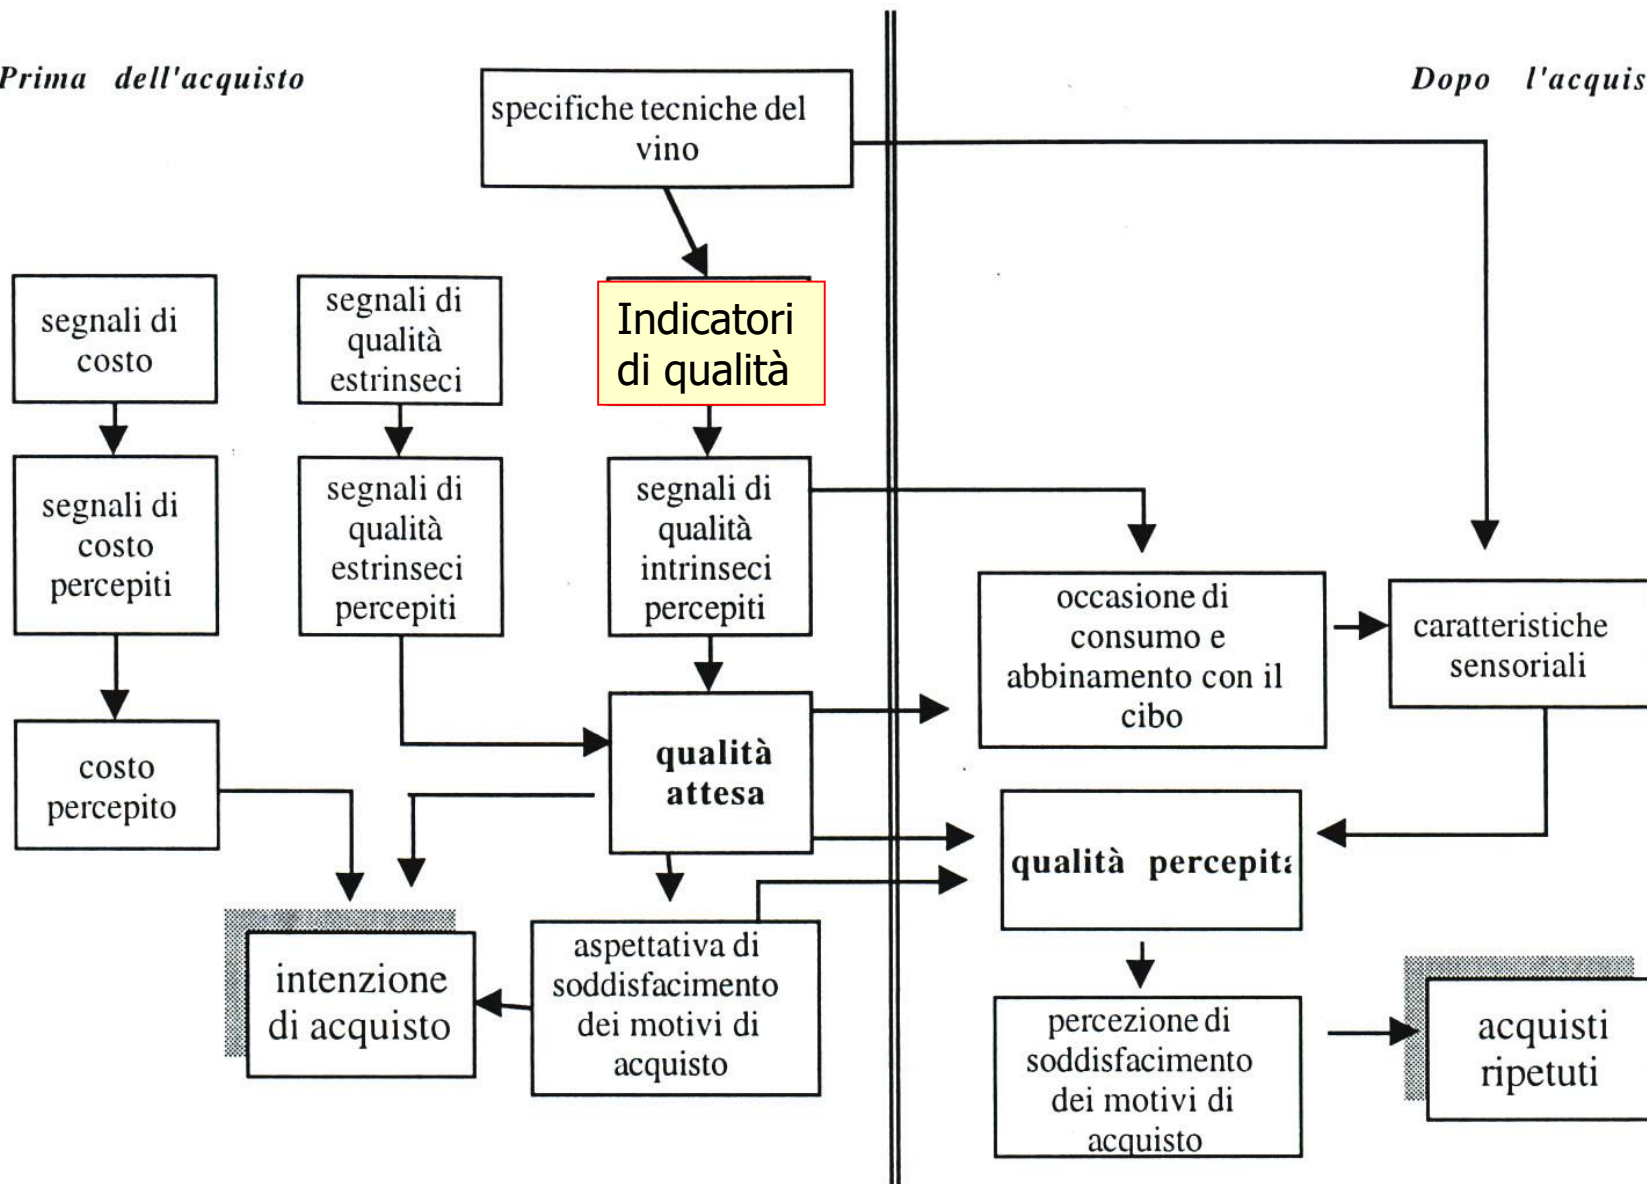 Prima dell'acquisto
Dopo l'acquis
specifiche tecniche del
vino
segnali di
costo
segnali di
qualità
estrinseci
Indicatori
di qualità
segnali di
costo
percepiti
segnali di
qualità
estrinseci
percepiti
segnali di
qualità
intrinseci
percepiti
occasione di
consumo e
abbinamento con il
cibo
caratteristiche
sensoriali
costo
percepito
qualità
attesa
qualità percepita
intenzione
di acquisto
aspettativa di
soddisfacimento
dei motivi di
acquisto
percezione di
soddisfacimento
dei motivi di
acquisto
acquisti
ripetuti